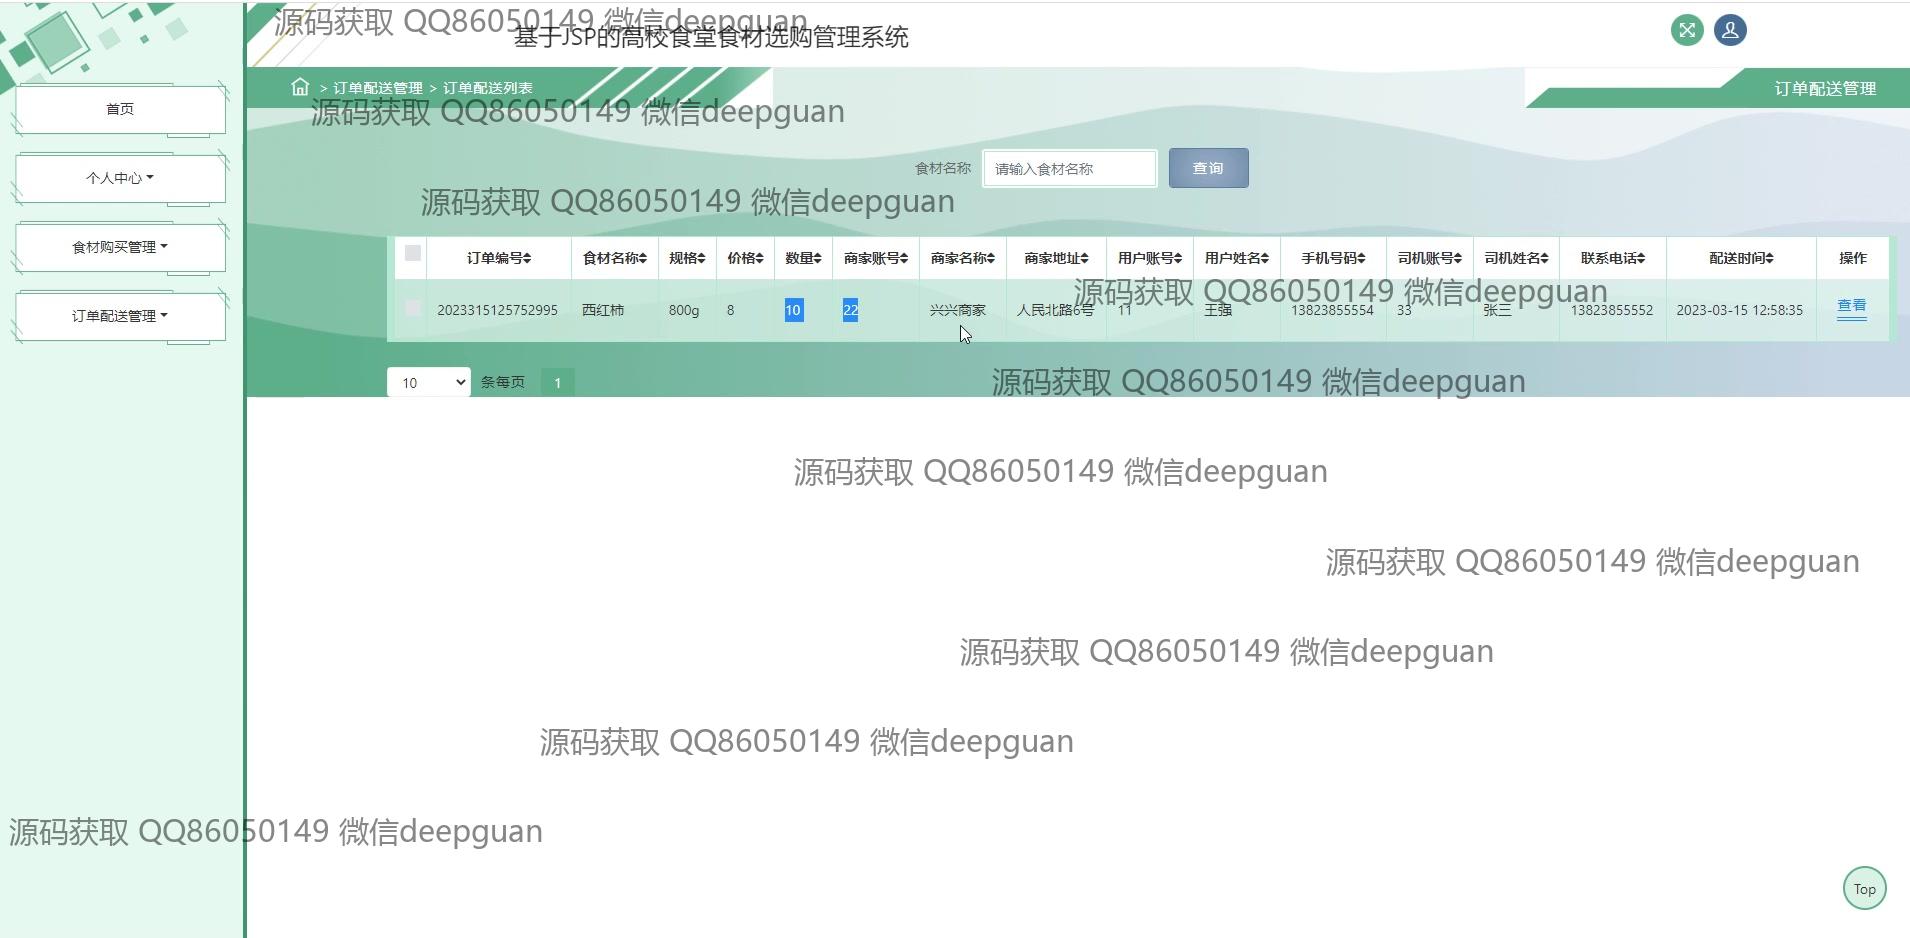 源码获取 QQ86050149 微信deepguan
基于JSP的高校食堂食材选购管理系统
首页
个人中心
食材购买管理
订单配送管理
> 订单配送管理 > 订单配送列表
订单配送管理
源码获取 QQ86050149 微信deepguan
食材名称 请输入食材名称 查询
源码获取 QQ86050149 微信deepguan
订单编号 食材名称 规格 价格 数量 商家账号 商家名称 商家地址 用户账号 用户姓名 手机号码 司机账号 司机姓名 联系电话 配送时间 操作
源码获取 QQ86050149 微信deepguan
2023315125752995 西红柿 800g 8 10 22 兴兴商家 人民北路6号 11 王强 13823855554 33 张三 13823855552 2023-03-15 12:58:35 查看
10 条每页 1
源码获取 QQ86050149 微信deepguan
源码获取 QQ86050149 微信deepguan
源码获取 QQ86050149 微信deepguan
源码获取 QQ86050149 微信deepguan
源码获取 QQ86050149 微信deepguan
源码获取 QQ86050149 微信deepguan
Top